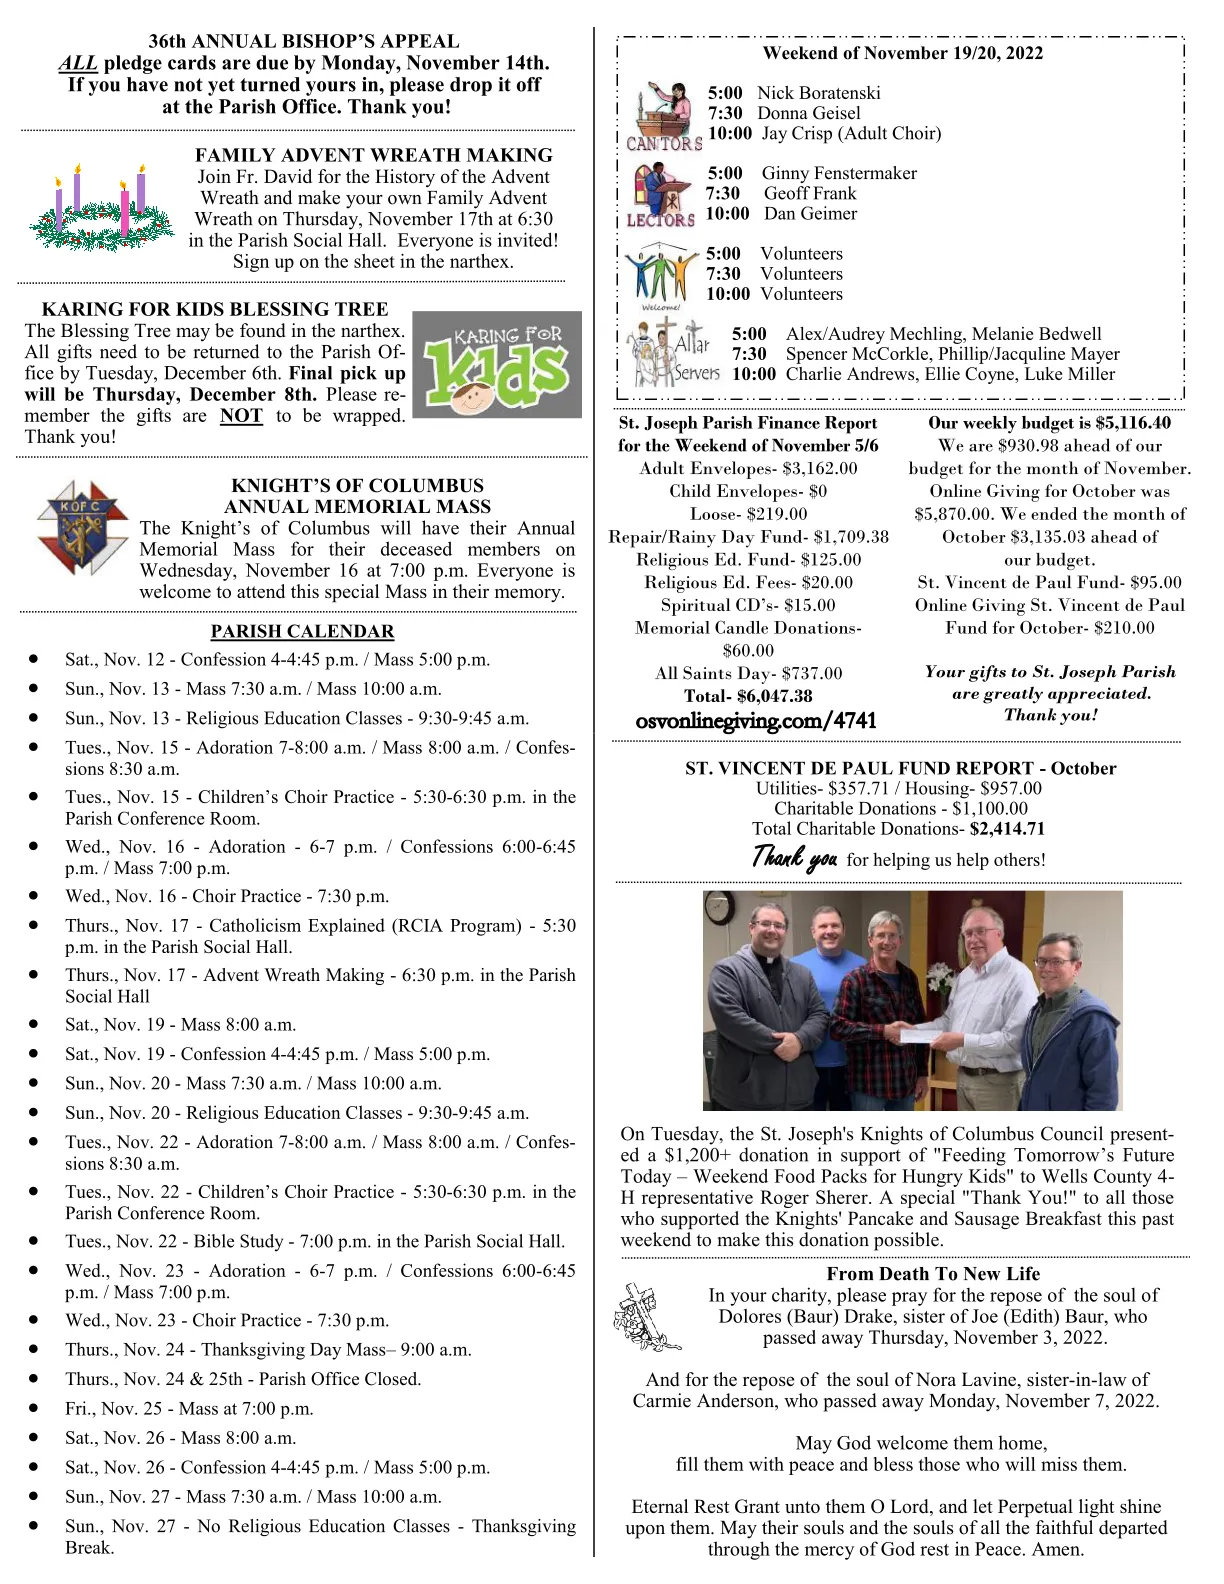 36th ANNUAL BISHOP’S APPEAL
ALL pledge cards are due by Monday, November 14th.
If you have not yet turned yours in, please drop it off
at the Parish Office. Thank you!
FAMILY ADVENT WREATH MAKING
Join Fr. David for the History of the Advent
Wreath and make your own Family Advent
Wreath on Thursday, November 17th at 6:30
in the Parish Social Hall.  Everyone is invited!
Sign up on the sheet in the narthex.
KARING FOR KIDS BLESSING TREE
The Blessing Tree may be found in the narthex.
All gifts need to be returned to the Parish Of-
fice by Tuesday, December 6th. Final pick up
will be Thursday, December 8th. Please re-
member the gifts are NOT to be wrapped.
Thank you!
KARING FOR
kids
KNIGHT’S OF COLUMBUS
ANNUAL MEMORIAL MASS
K OF C
The Knight’s of Columbus will have their Annual
Memorial Mass for their deceased members on
Wednesday, November 16 at 7:00 p.m. Everyone is
welcome to attend this special Mass in their memory.
PARISH CALENDAR
• Sat., Nov. 12 - Confession 4-4:45 p.m. / Mass 5:00 p.m.
• Sun., Nov. 13 - Mass 7:30 a.m. / Mass 10:00 a.m.
• Sun., Nov. 13 - Religious Education Classes - 9:30-9:45 a.m.
• Tues., Nov. 15 - Adoration 7-8:00 a.m. / Mass 8:00 a.m. / Confes-
sions 8:30 a.m.
• Tues., Nov. 15 - Children’s Choir Practice - 5:30-6:30 p.m. in the
Parish Conference Room.
• Wed., Nov. 16 - Adoration - 6-7 p.m. / Confessions 6:00-6:45
p.m. / Mass 7:00 p.m.
• Wed., Nov. 16 - Choir Practice - 7:30 p.m.
• Thurs., Nov. 17 - Catholicism Explained (RCIA Program) - 5:30
p.m. in the Parish Social Hall.
• Thurs., Nov. 17 - Advent Wreath Making - 6:30 p.m. in the Parish
Social Hall
• Sat., Nov. 19 - Mass 8:00 a.m.
• Sat., Nov. 19 - Confession 4-4:45 p.m. / Mass 5:00 p.m.
• Sun., Nov. 20 - Mass 7:30 a.m. / Mass 10:00 a.m.
• Sun., Nov. 20 - Religious Education Classes - 9:30-9:45 a.m.
• Tues., Nov. 22 - Adoration 7-8:00 a.m. / Mass 8:00 a.m. / Confes-
sions 8:30 a.m.
• Tues., Nov. 22 - Children’s Choir Practice - 5:30-6:30 p.m. in the
Parish Conference Room.
• Tues., Nov. 22 - Bible Study - 7:00 p.m. in the Parish Social Hall.
• Wed., Nov. 23 - Adoration - 6-7 p.m. / Confessions 6:00-6:45
p.m. / Mass 7:00 p.m.
• Wed., Nov. 23 - Choir Practice - 7:30 p.m.
• Thurs., Nov. 24 - Thanksgiving Day Mass– 9:00 a.m.
• Thurs., Nov. 24 & 25th - Parish Office Closed.
• Fri., Nov. 25 - Mass at 7:00 p.m.
• Sat., Nov. 26 - Mass 8:00 a.m.
• Sat., Nov. 26 - Confession 4-4:45 p.m. / Mass 5:00 p.m.
• Sun., Nov. 27 - Mass 7:30 a.m. / Mass 10:00 a.m.
• Sun., Nov. 27 - No Religious Education Classes - Thanksgiving
Break.
Weekend of November 19/20, 2022
5:00 Nick Boratenski
7:30 Donna Geisel
10:00 Jay Crisp (Adult Choir)
CANTORS
5:00 Ginny Fenstermaker
7:30 Geoff Frank
10:00 Dan Geimer
LECTORS
5:00 Volunteers
7:30 Volunteers
10:00 Volunteers
Welcome!
Altar
Servers
5:00 Alex/Audrey Mechling, Melanie Bedwell
7:30 Spencer McCorkle, Phillip/Jacquline Mayer
10:00 Charlie Andrews, Ellie Coyne, Luke Miller
St. Joseph Parish Finance Report
for the Weekend of November 5/6
Adult Envelopes- $3,162.00
Child Envelopes- $0
Loose- $219.00
Repair/Rainy Day Fund- $1,709.38
Religious Ed. Fund- $125.00
Religious Ed. Fees- $20.00
Spiritual CD’s- $15.00
Memorial Candle Donations-
$60.00
All Saints Day- $737.00
Total- $6,047.38
osvonlinegiving.com/4741
Our weekly budget is $5,116.40
We are $930.98 ahead of our
budget for the month of November.
Online Giving for October was
$5,870.00. We ended the month of
October $3,135.03 ahead of
our budget.
St. Vincent de Paul Fund- $95.00
Online Giving St. Vincent de Paul
Fund for October- $210.00
Your gifts to St. Joseph Parish
are greatly appreciated.
Thank you!
ST. VINCENT DE PAUL FUND REPORT - October
Utilities- $357.71 / Housing- $957.00
Charitable Donations - $1,100.00
Total Charitable Donations- $2,414.71
Thank you for helping us help others!
On Tuesday, the St. Joseph's Knights of Columbus Council present-
ed a $1,200+ donation in support of "Feeding Tomorrow’s Future
Today – Weekend Food Packs for Hungry Kids" to Wells County 4-
H representative Roger Sherer. A special "Thank You!" to all those
who supported the Knights' Pancake and Sausage Breakfast this past
weekend to make this donation possible.
From Death To New Life
In your charity, please pray for the repose of  the soul of
Dolores (Baur) Drake, sister of Joe (Edith) Baur, who
passed away Thursday, November 3, 2022.
And for the repose of  the soul of Nora Lavine, sister-in-law of
Carmie Anderson, who passed away Monday, November 7, 2022.
May God welcome them home,
fill them with peace and bless those who will miss them.
Eternal Rest Grant unto them O Lord, and let Perpetual light shine
upon them. May their souls and the souls of all the faithful departed
through the mercy of God rest in Peace. Amen.